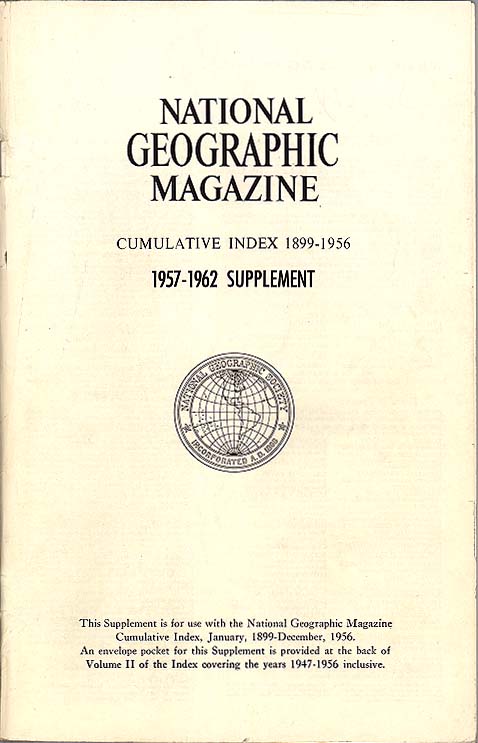 NATIONAL
GEOGRAPHIC
MAGAZINE
CUMULATIVE INDEX 1899-1956
1957-1962 SUPPLEMENT
NATIONAL GEOGRAPHIC SOCIETY
INCORPORATED A.D. 1888
This Supplement is for use with the National Geographic Magazine
Cumulative Index, January, 1899-December, 1956.
An envelope pocket for this Supplement is provided at the back of
Volume II of the Index covering the years 1947-1956 inclusive.